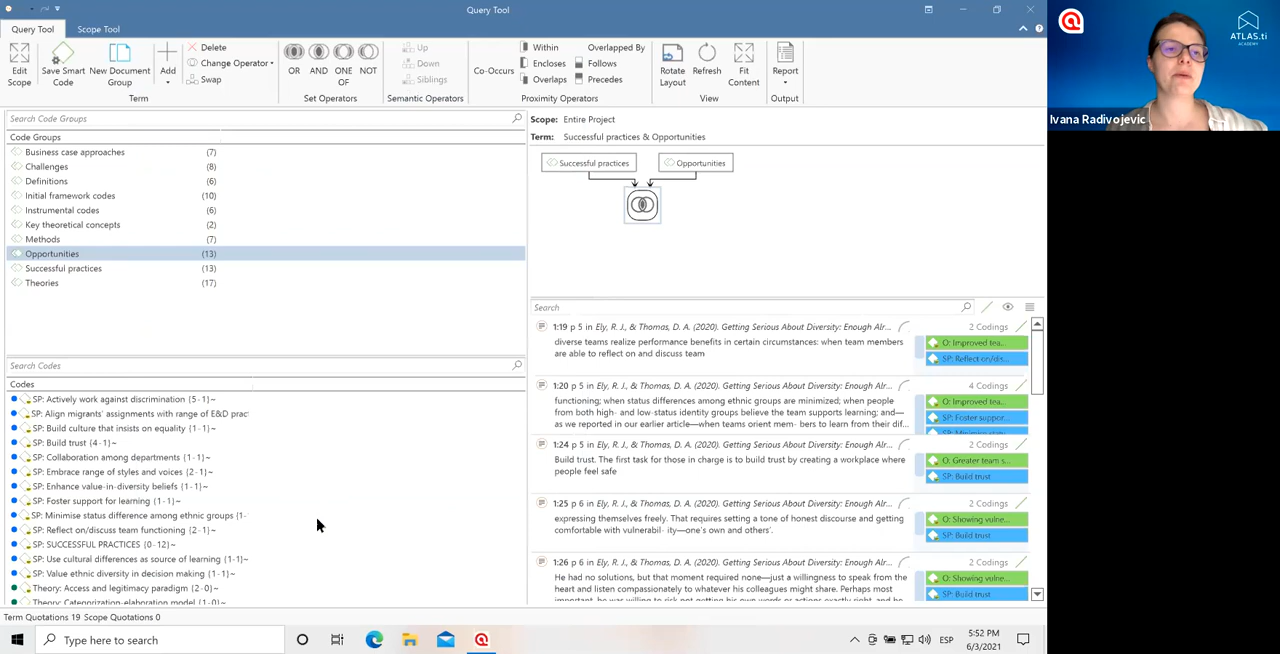 Query Tool
Query Tool
Scope Tool
Edit Scope
Save Smart Code
New Document Group
Add
Delete
Change Operator
Swap
OR
AND
ONE OF
NOT
Up
Down
Siblings
Co-Occurs
Within
Encloses
Overlaps
Overlapped By
Follows
Precedes
Rotate Layout
Refresh
Fit Content
Report
Term
Set Operators
Semantic Operators
Proximity Operators
View
Output
Search Code Groups
Code Groups
Business case approaches (7)
Challenges (8)
Definitions (6)
Initial framework codes (10)
Instrumental codes (6)
Key theoretical concepts (2)
Methods (7)
Opportunities (13)
Successful practices (13)
Theories (17)
Search Codes
Codes
SP: Actively work against discrimination {5-1}~
SP: Align migrants' assignments with range of E&D pract
SP: Build culture that insists on equality {1-1}~
SP: Build trust {4-1}~
SP: Collaboration among departments {1-1}~
SP: Embrace range of styles and voices {2-1}~
SP: Enhance value-in-diversity beliefs {1-1}~
SP: Foster support for learning {1-1}~
SP: Minimise status difference among ethnic groups {1-
SP: Reflect on/discuss team functioning {2-1}~
SP: SUCCESSFUL PRACTICES {0-12}~
SP: Use cultural differences as source of learning {1-1}~
SP: Value ethnic diversity in decision making {1-1}~
Theory: Access and legitimacy paradigm {2-0}~
Theory: Categorization-elaboration model {1-0}~
Scope: Entire Project
Term: Successful practices & Opportunities
Successful practices
Opportunities
Search
1:19 p 5 in Ely, R. J., & Thomas, D. A. (2020). Getting Serious About Diversity: Enough Alr...
2 Codings
diverse teams realize performance benefits in certain circumstances: when team members
are able to reflect on and discuss team
O: Improved tea...
SP: Reflect on/dis...
1:20 p 5 in Ely, R. J., & Thomas, D. A. (2020). Getting Serious About Diversity: Enough Alr...
4 Codings
functioning; when status differences among ethnic groups are minimized; when people
from both high- and low-status identity groups believe the team supports learning; and—
as we reported in our earlier article—when teams orient mem- bers to learn from their dif...
O: Improved tea...
SP: Foster suppor...
1:24 p 5 in Ely, R. J., & Thomas, D. A. (2020). Getting Serious About Diversity: Enough Alr...
2 Codings
Build trust. The first task for those in charge is to build trust by creating a workplace where
people feel safe
O: Greater team s...
SP: Build trust
1:25 p 6 in Ely, R. J., & Thomas, D. A. (2020). Getting Serious About Diversity: Enough Alr...
2 Codings
expressing themselves freely. That requires setting a tone of honest discourse and getting
comfortable with vulnerabil- ity—one's own and others'.
O: Showing vulne...
SP: Build trust
1:26 p 6 in Ely, R. J., & Thomas, D. A. (2020). Getting Serious About Diversity: Enough Alr...
2 Codings
He had no solutions, but that moment required none—just a willingness to speak from the
heart and listen compassionately to whatever his colleagues might share. Perhaps most
O: Showing vulne...
SP: Build trust
Term Quotations 19 Scope Quotations 0
Type here to search
ESP
5:52 PM
6/3/2021
ATLAS.ti
ACADEMY
Ivana Radivojevic